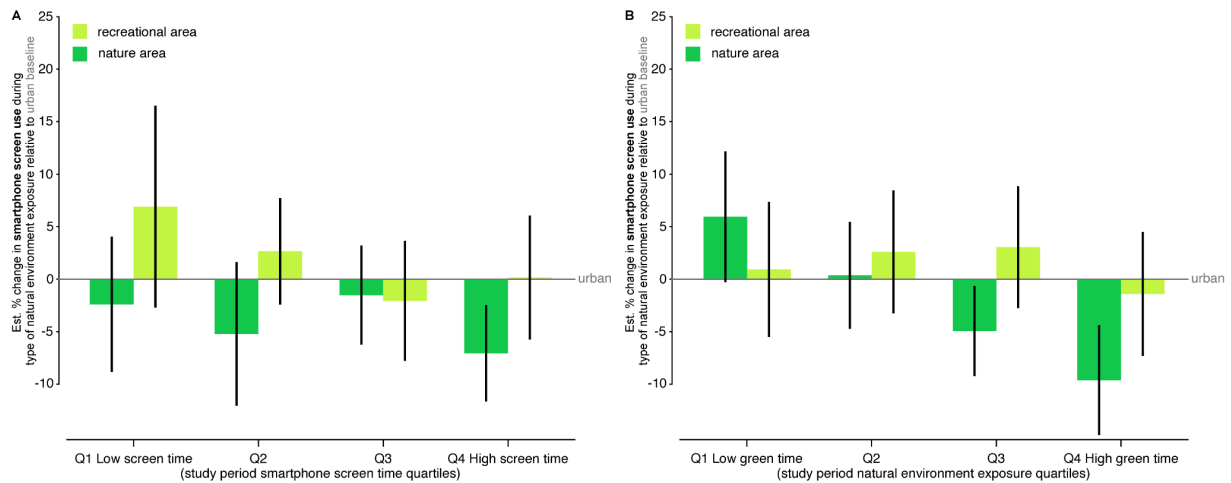 A
25
20
15
10
5
0
-5
-10
Est. % change in smartphone screen use during
type of natural environment exposure relative to urban baseline
recreational area
nature area
urban
Q1 Low screen time
Q2
Q3
Q4 High screen time
(study period smartphone screen time quartiles)
B
25
20
15
10
5
0
-5
-10
Est. % change in smartphone screen use during
type of natural environment exposure relative to urban baseline
recreational area
nature area
urban
Q1 Low green time
Q2
Q3
Q4 High green time
(study period natural environment exposure quartiles)